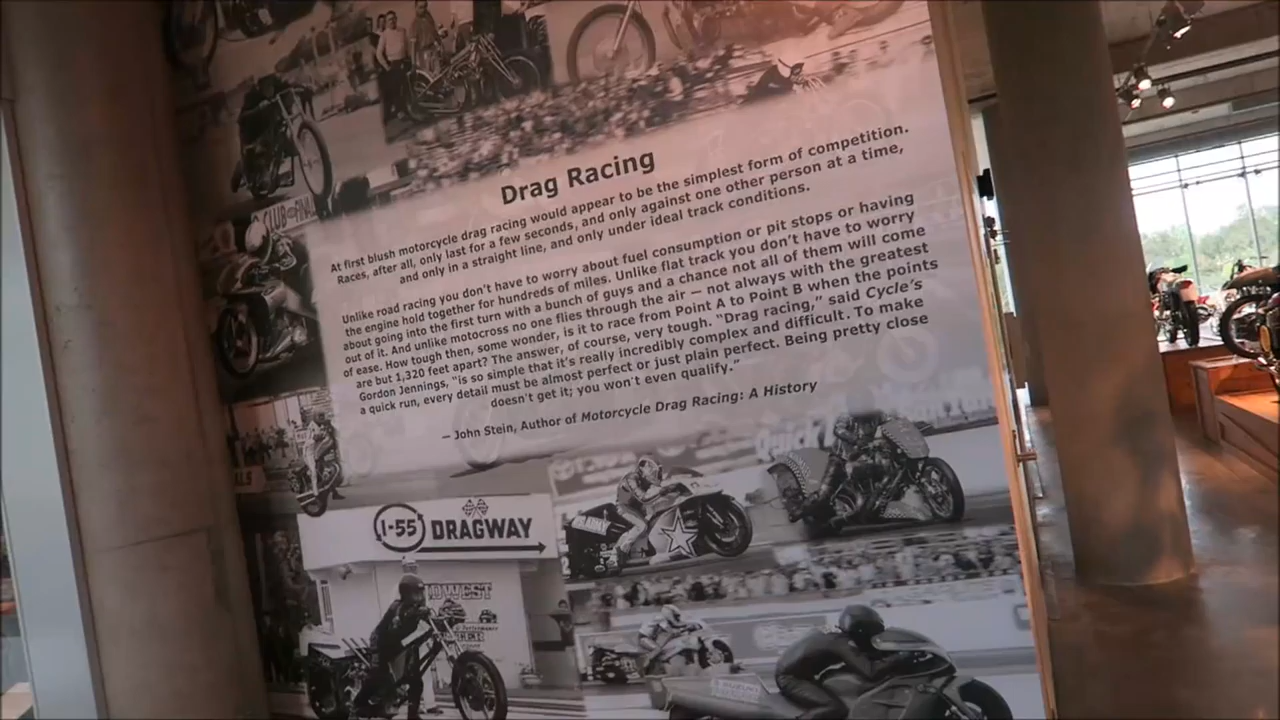 Drag Racing
At first blush motorcycle drag racing would appear to be the simplest form of competition.
Races, after all, only last for a few seconds, and only against one other person at a time,
and only in a straight line, and only under ideal track conditions.
Unlike road racing you don't have to worry about fuel consumption or pit stops or having
the engine hold together for hundreds of miles. Unlike flat track you don't have to worry
about going into the first turn with a bunch of guys and a chance not all of them will come
out of it. And unlike motocross no one flies through the air — not always with the greatest
of ease. How tough then, some wonder, is it to race from Point A to Point B when the points
are but 1,320 feet apart? The answer, of course, very tough. "Drag racing," said Cycle's
Gordon Jennings, "is so simple that it's really incredibly complex and difficult. To make
a quick run, every detail must be almost perfect or just plain perfect. Being pretty close
doesn't get it; you won't even qualify."
— John Stein, Author of Motorcycle Drag Racing: A History
I-55 DRAGWAY